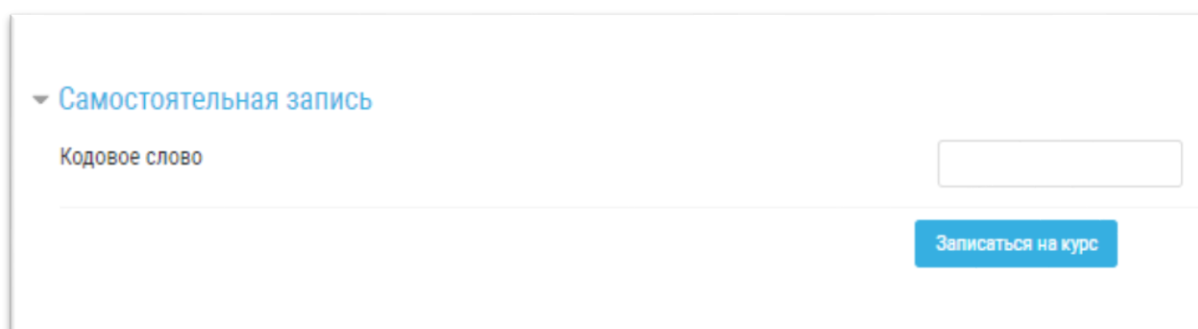 Самостоятельная запись
Кодовое слово
Записаться на курс